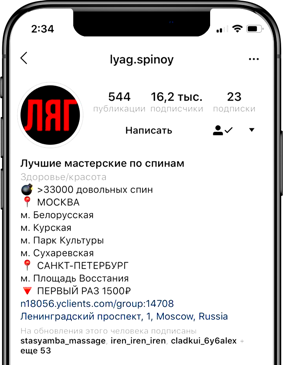 2:34
lyag.spinoy
ЛЯГ
544 16,2 тыс. 23
публикации подписчики подписки
Написать
Лучшие мастерские по спинам
Здоровье/красота
>33000 довольных спин
МОСКВА
м. Белорусская
м. Курская
м. Парк Культуры
м. Сухаревская
САНКТ-ПЕТЕРБУРГ
м. Площадь Восстания
ПЕРВЫЙ РАЗ 1500₽
n18056.yclients.com/group:14708
Ленинградский проспект, 1, Moscow, Russia
На обновления этого человека подписаны
stasyamba_massage, iren_iren_iren, cladkui_6y6alex и
еще 53